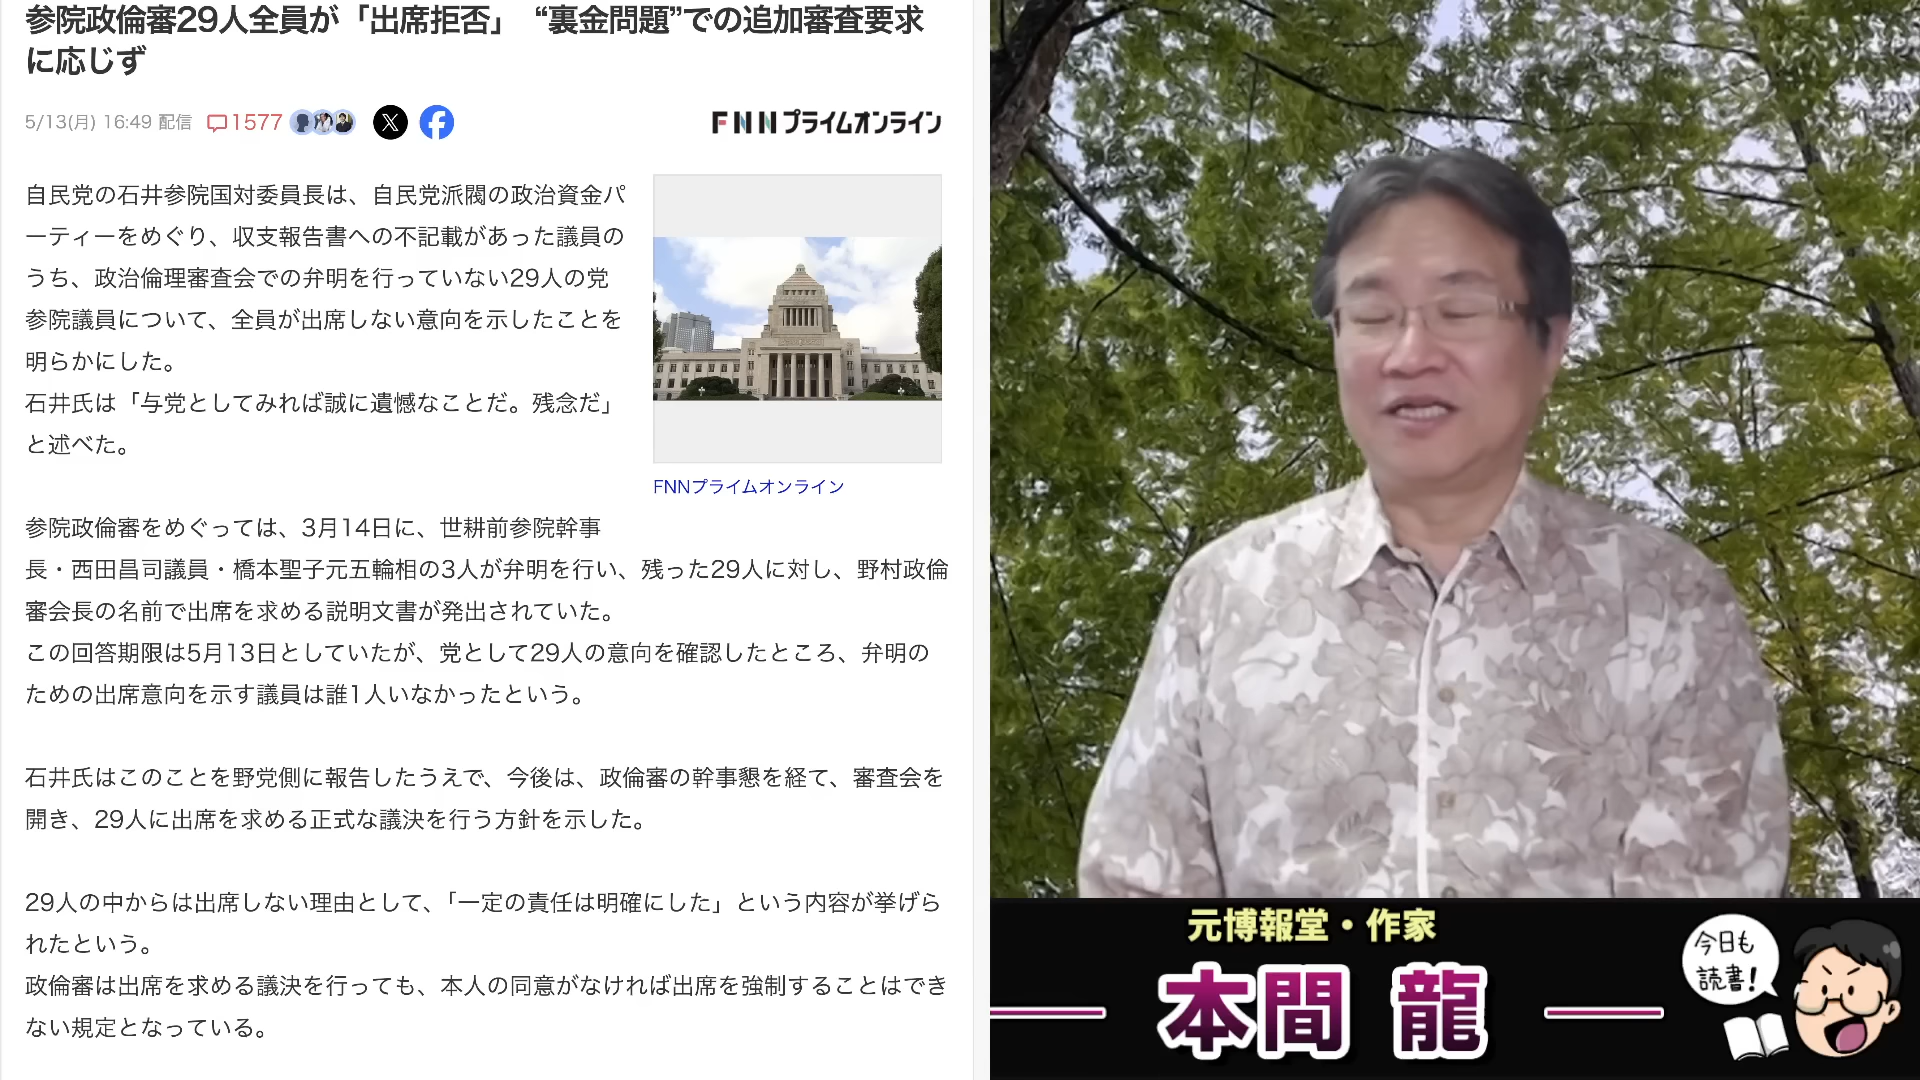 参院政倫審29人全員が「出席拒否」 “裏金問題”での追加審査要求
に応じず
5/13(月) 16:49 配信
1577
FNNプライムオンライン
自民党の石井参院国対委員長は、自民党派閥の政治資金パ
ーティーをめぐり、収支報告書への不記載があった議員の
うち、政治倫理審査会での弁明を行っていない29人の党
参院議員について、全員が出席しない意向を示したことを
明らかにした。
石井氏は「与党としてみれば誠に遺憾なことだ。残念だ」
と述べた。
FNNプライムオンライン
参院政倫審をめぐっては、3月14日に、世耕前参院幹事
長・西田昌司議員・橋本聖子元五輪相の3人が弁明を行い、残った29人に対し、野村政倫
審会長の名前で出席を求める説明文書が発出されていた。
この回答期限は5月13日としていたが、党として29人の意向を確認したところ、弁明の
ための出席意向を示す議員は誰1人いなかったという。
石井氏はこのことを野党側に報告したうえで、今後は、政倫審の幹事懇を経て、審査会を
開き、29人に出席を求める正式な議決を行う方針を示した。
29人の中からは出席しない理由として、「一定の責任は明確にした」という内容が挙げら
れたという。
政倫審は出席を求める議決を行っても、本人の同意がなければ出席を強制することはでき
ない規定となっている。
元博報堂・作家
本間 龍
今日も
読書!